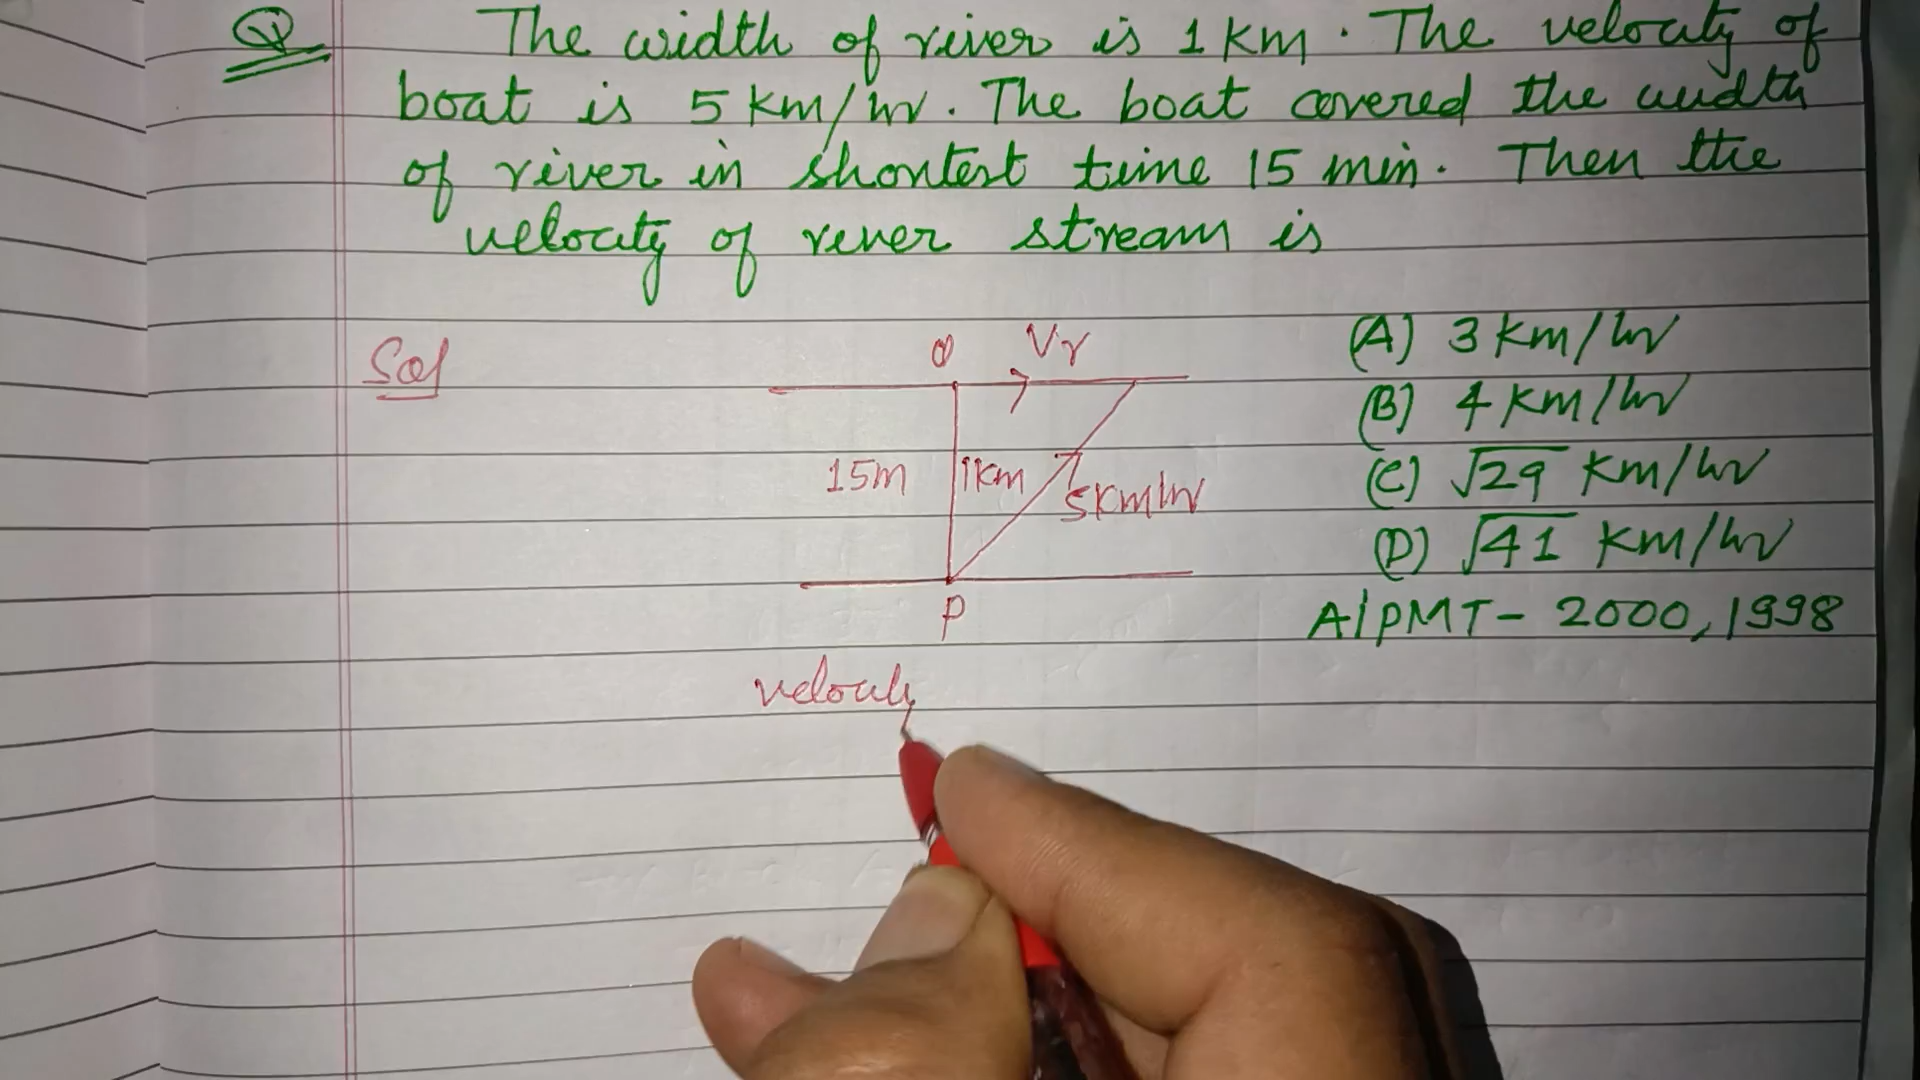 Q The width of river is 1 Km. The velocity of
boat is 5 Km/hr. The boat covered the width
of river in shortest time 15 min. Then the
velocity of river stream is
Sol
O Vr
15m 1km 5Km/hr
P
(A) 3 Km/hr
(B) 4 Km/hr
(C) √29 Km/hr
(D) √41 Km/hr
AIPMT- 2000, 1998
velocity